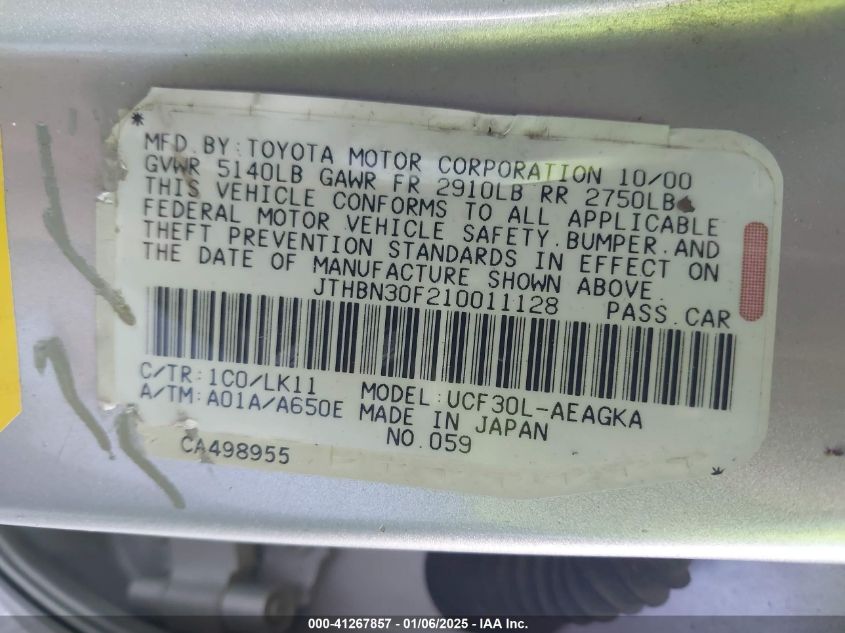 MFD. BY: TOYOTA MOTOR CORPORATION 10/00
GVWR 5140LB GAWR FR 2910LB RR 2750LB
THIS VEHICLE CONFORMS TO ALL APPLICABLE
FEDERAL MOTOR VEHICLE SAFETY, BUMPER, AND
THEFT PREVENTION STANDARDS IN EFFECT ON
THE DATE OF MANUFACTURE SHOWN ABOVE.
JTHBN30F210011128 PASS. CAR
C/TR: 1C0/LK11 MODEL: UCF30L-AEAGKA
A/TM: A01A/A650E MADE IN JAPAN
CA498955 NO. 059
000-41267857 - 01/06/2025 - IAA Inc.